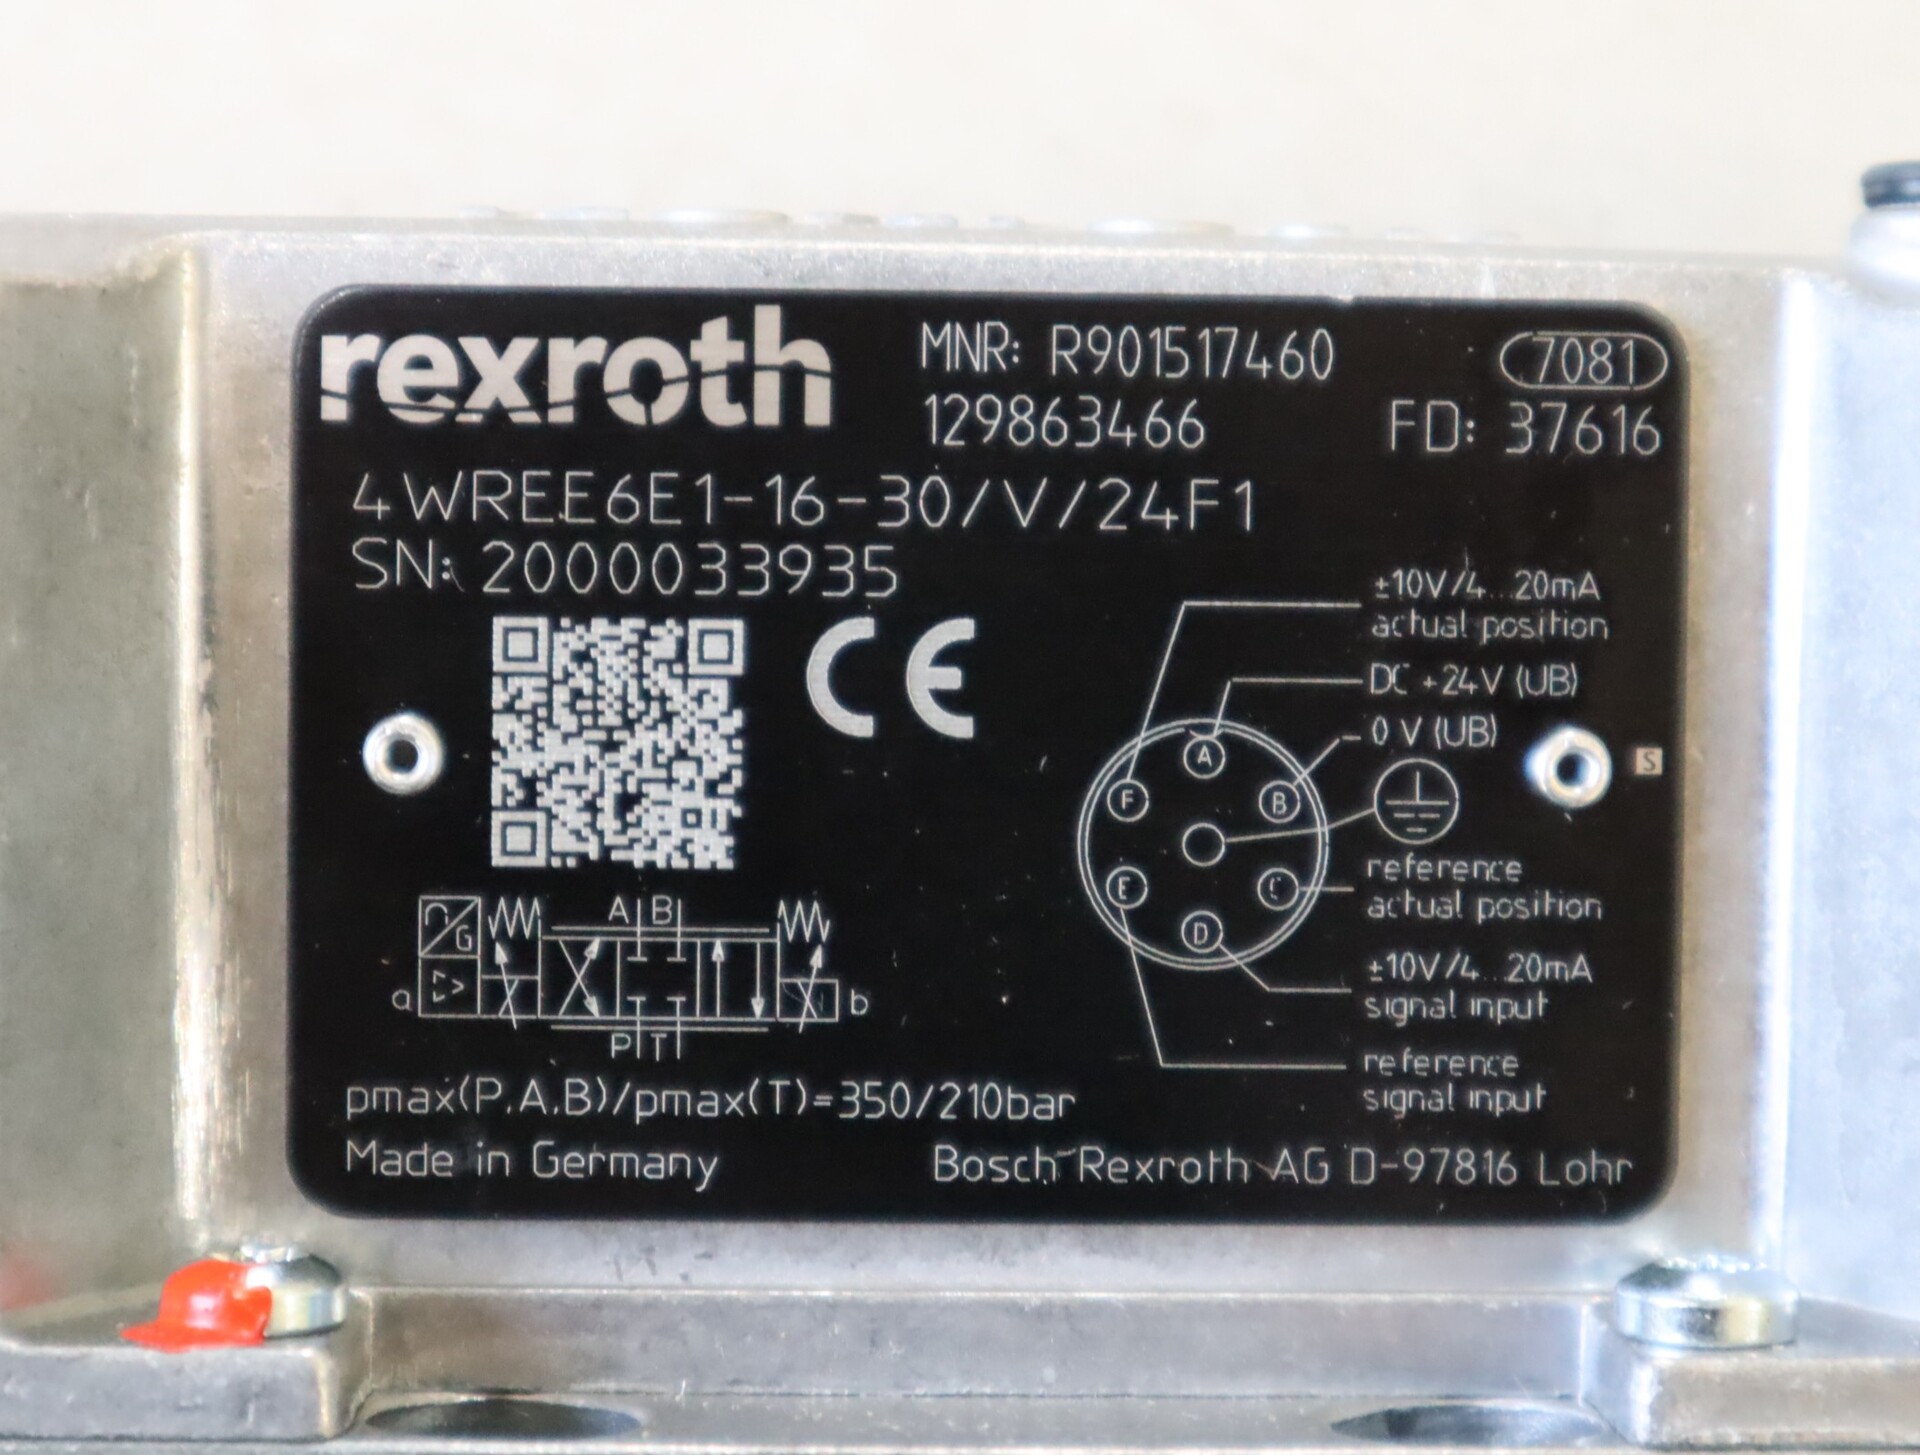 rexroth
MNR: R901517460
7081
129863466
FD: 37616
4WREE6E1-16-30/V/24F1
SN: 2000033935
CE
±10V/4...20mA
actual position
DC +24V (UB)
0 V (UB)
A
B
C
D
E
F
S
reference
actual position
±10V/4...20mA
signal input
reference
signal input
A B
G
a
b
P T
pmax(P,A,B)/pmax(T)=350/210bar
Made in Germany
Bosch Rexroth AG D-97816 Lohr